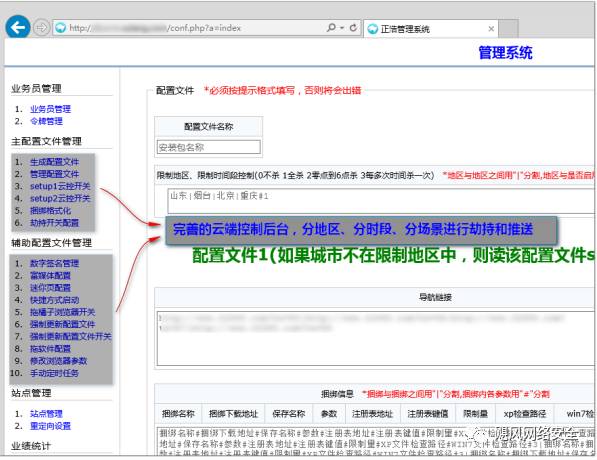 http://
/conf.php?a=index
正浩管理系统
管理系统
业务员管理
1. 业务员管理
2. 令牌管理
主配置文件管理
1. 生成配置文件
2. 管理配置文件
3. setup1云控开关
4. setup2云控开关
5. 捆绑格式化
6. 劫持开关配置
辅助配置文件管理
1. 数字签名管理
2. 富媒体配置
3. 迷你页配置
4. 快捷方式启动
5. 拖橘子浏览器开关
6. 强制更新配置文件
7. 强制更新配置文件开关
8. 拖软件配置
9. 修改浏览器参数
10. 手动定时任务
站点管理
1. 站点管理
2. 重定向设置
业绩统计
配置文件 *必须按提示格式填写，否则将会出错
配置文件名称
安装包名称
限制地区、限制时间段控制(0不杀 1全杀 2零点到6点杀 3每多次时间杀一次) *地区与地区之间用"|"分割,地区与是否启用
山东|烟台|北京|重庆#1
完善的云端控制后台，分地区、分时段、分场景进行劫持和推送
配置文件1(如果城市不在限制地区中，则读该配置文件s
导航链接
捆绑信息 *捆绑与捆绑之间用"|"分割,捆绑内各参数用"#"分割
捆绑名称 捆绑下载地址 保存名称 参数 注册表地址 注册表键值 限制量 xp检查路径 win7检
捆绑名称#捆绑下载地址#保存名称#参数#注册表地址#注册表键值#限制里#X
地址#保存名称#参数#注册表地址#注册表键值#限制里#XP文件检查路径#WIN7文件检查路径#3|捆绑名称#捆绑
飓风网络安全